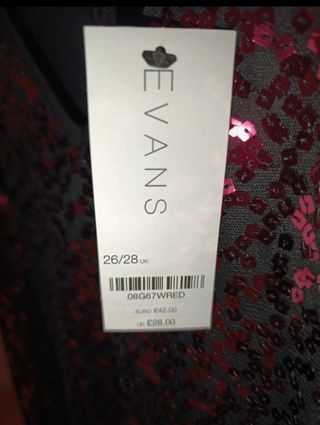 EVANS
26/28 UK
08G67WRED
EURO €42.00
UK £28.00